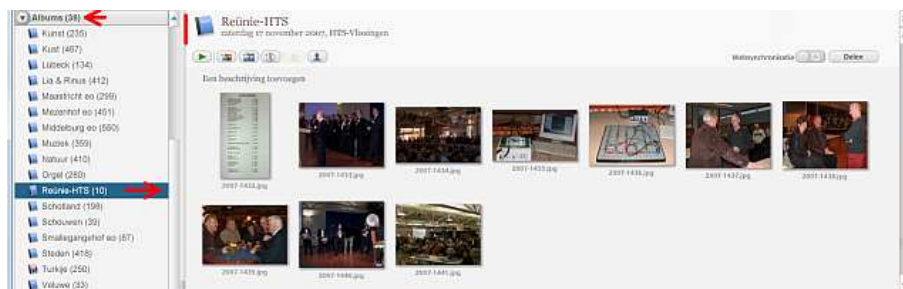 Albums (38)
Kunst (235)
Kust (467)
Lübeck (134)
Lia & Rinus (412)
Maastricht eo (299)
Mezenhof eo (451)
Middelburg eo (560)
Muziek (359)
Natuur (410)
Orgel (280)
Reünie-HTS (10)
Schotland (198)
Schouwen (39)
Smallegangehof eo (87)
Steden (418)
Turkije (250)
Veluwe (33)
Reünie-HTS
zaterdag 17 november 2007, HTS-Vlissingen
Websynchronisatie
Delen
Een beschrijving toevoegen
2007-1432.jpg
2007-1433.jpg
2007-1434.jpg
2007-1435.jpg
2007-1436.jpg
2007-1437.jpg
2007-1438.jpg
2007-1439.jpg
2007-1440.jpg
2007-1441.jpg